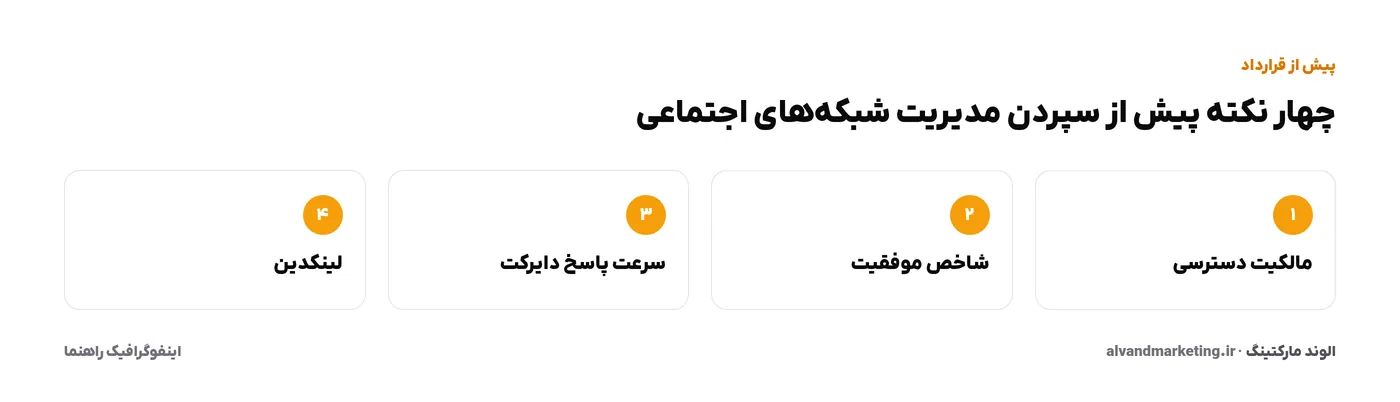 پیش از قرارداد
چهار نکته پیش از سپردن مدیریت شبکه‌های اجتماعی
۱
مالکیت دسترسی
۲
شاخص موفقیت
۳
سرعت پاسخ دایرکت
۴
لینکدین
الوند مارکتینگ · alvandmarketing.ir
اینفوگرافیک راهنما